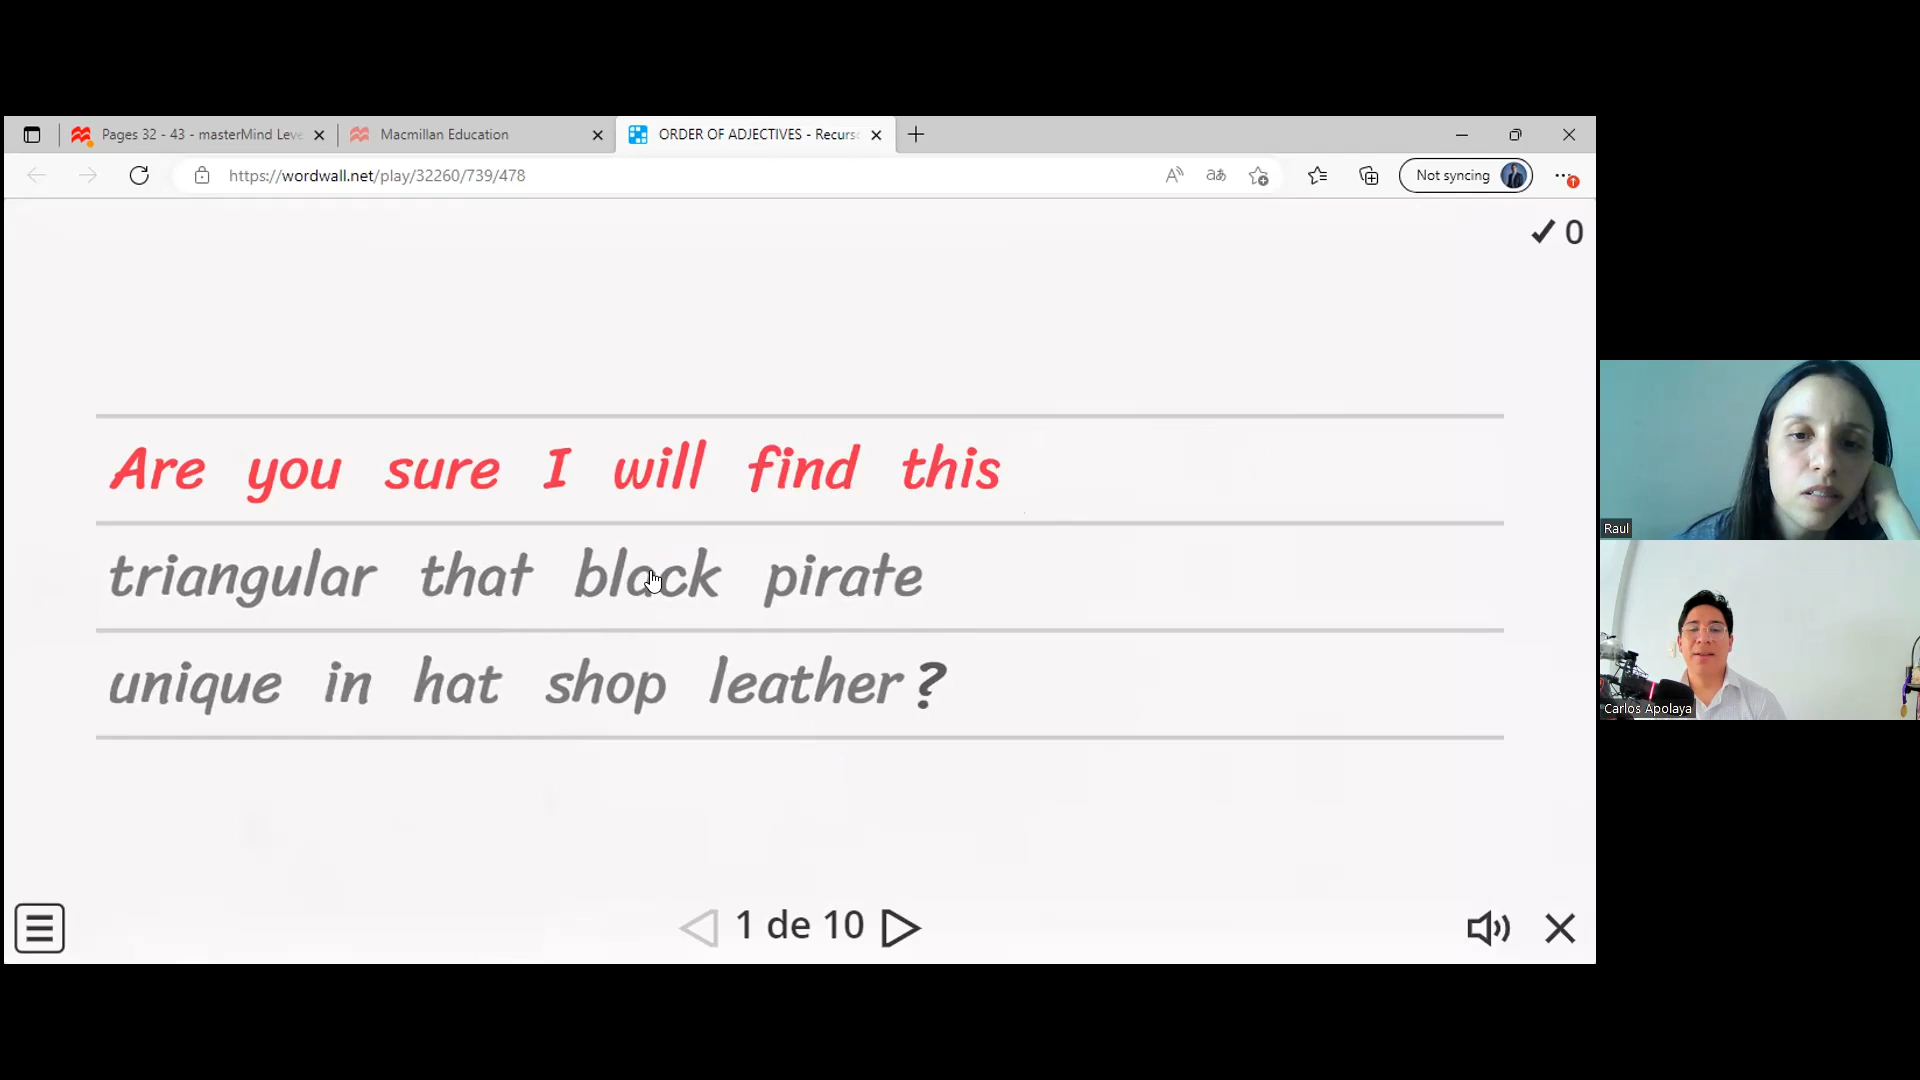 Pages 32 - 43 - masterMind Leve
Macmillan Education
ORDER OF ADJECTIVES - Recurs
https://wordwall.net/play/32260/739/478
Not syncing
✓ 0
Are you sure I will find this
triangular that black pirate
unique in hat shop leather?
1 de 10
Raul
Carlos Apolaya